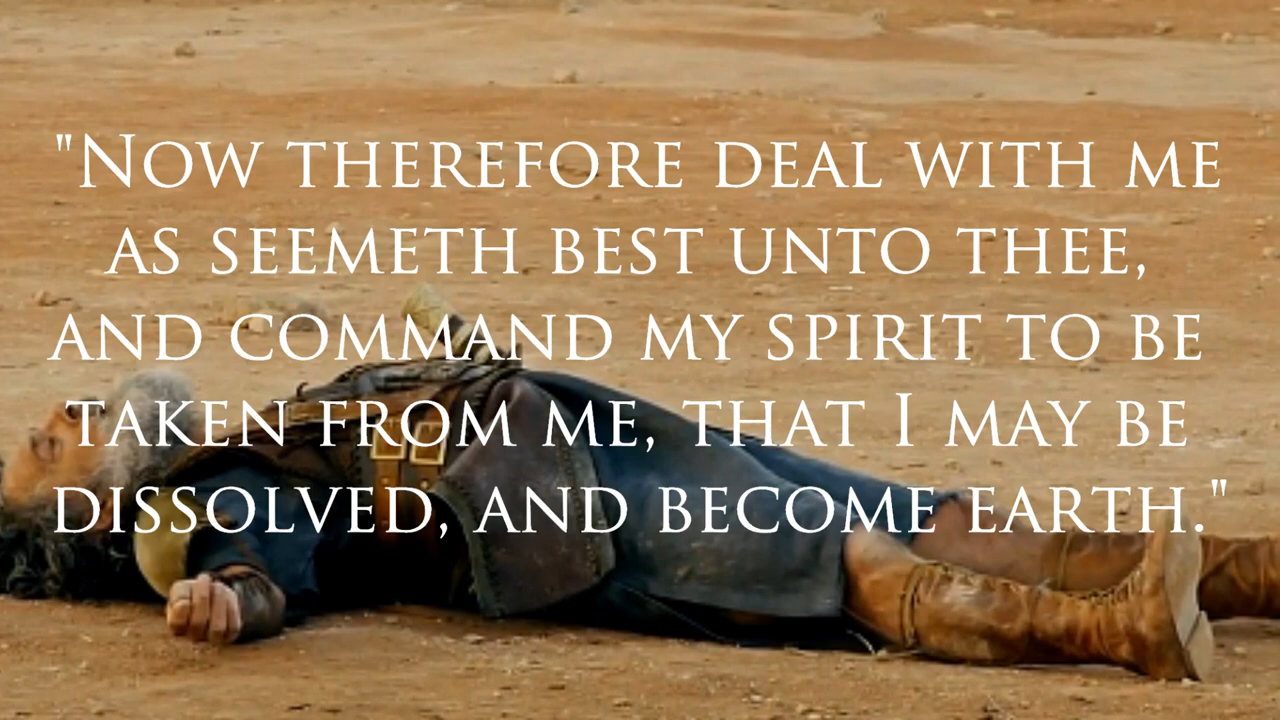 "Now therefore deal with me
as seemeth best unto thee,
and command my spirit to be
taken from me, that I may be
dissolved, and become earth."